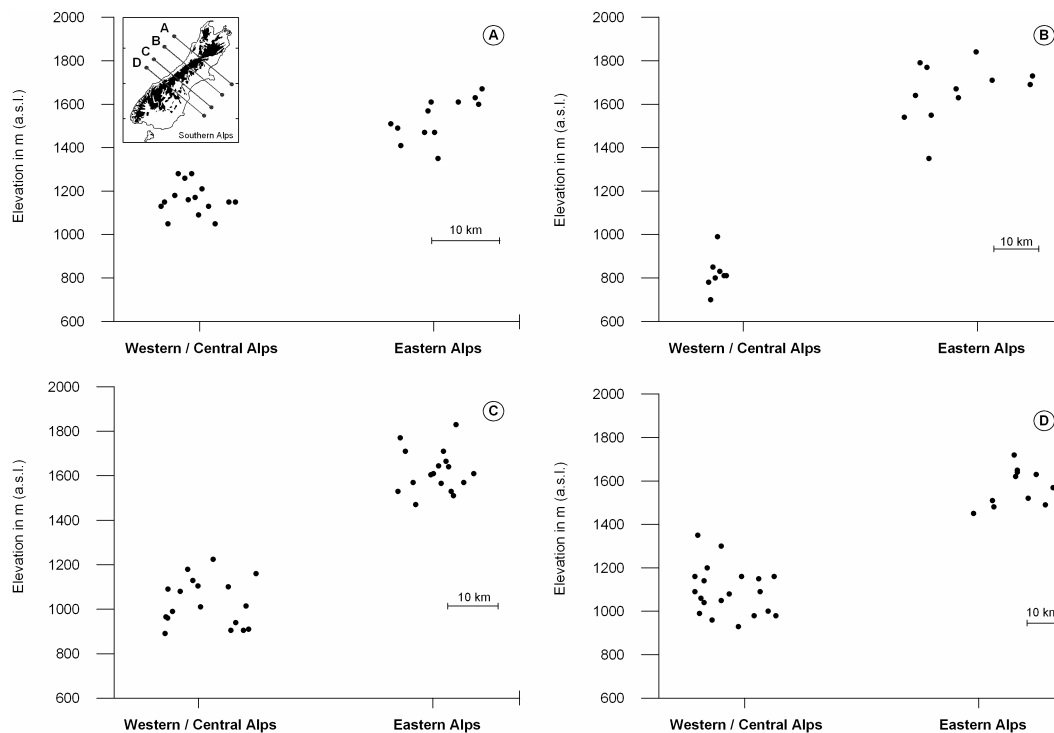 2000
1800
1600
1400
1200
1000
800
600
Elevation in m (a.s.l.)
A
B
C
D
Southern Alps
A
10 km
Western / Central Alps
Eastern Alps
2000
1800
1600
1400
1200
1000
800
600
Elevation in m (a.s.l.)
B
10 km
Western / Central Alps
Eastern Alps
2000
1800
1600
1400
1200
1000
800
600
Elevation in m (a.s.l.)
C
10 km
Western / Central Alps
Eastern Alps
2000
1800
1600
1400
1200
1000
800
600
Elevation in m (a.s.l.)
D
10 km
Western / Central Alps
Eastern Alps